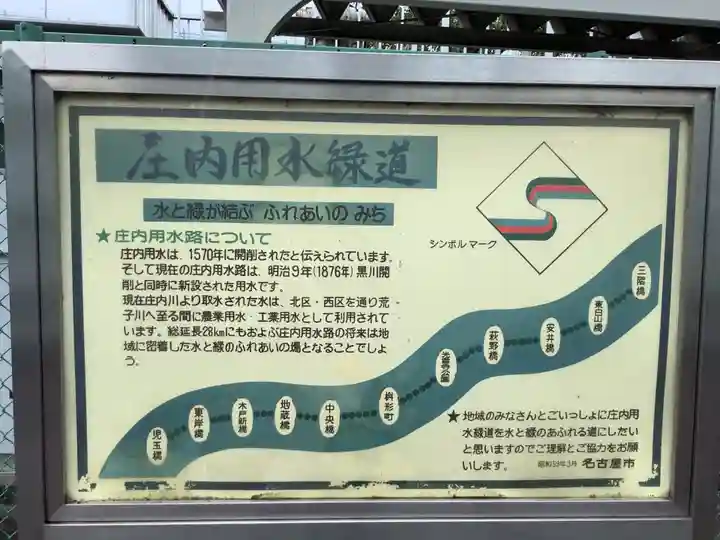 庄内用水緑道
水と緑が結ぶ ふれあいの みち
シンボルマーク
★庄内用水路について
庄内用水は、1570年に開削されたと伝えられています。
そして現在の庄内用水路は、明治9年(1876年)黒川開
削と同時に新設された用水です。
現在庄内川より取水された水は、北区・西区を通り荒
子川へ至る間に農業用水・工業用水として利用されて
います。総延長28kmにもおよぶ庄内用水路の将来は地
域に密着した水と緑のふれあいの場となることでしょ
う。
三階橋
東白山橋
安井橋
萩野橋
枡形町
中央橋
地蔵橋
木戸新橋
東岸橋
児玉橋
★地域のみなさんとごいっしょに庄内用
水緑道を水と緑のあふれる道にしたい
と思いますのでご理解とご協力をお願
いします。 昭和59年3月 名古屋市